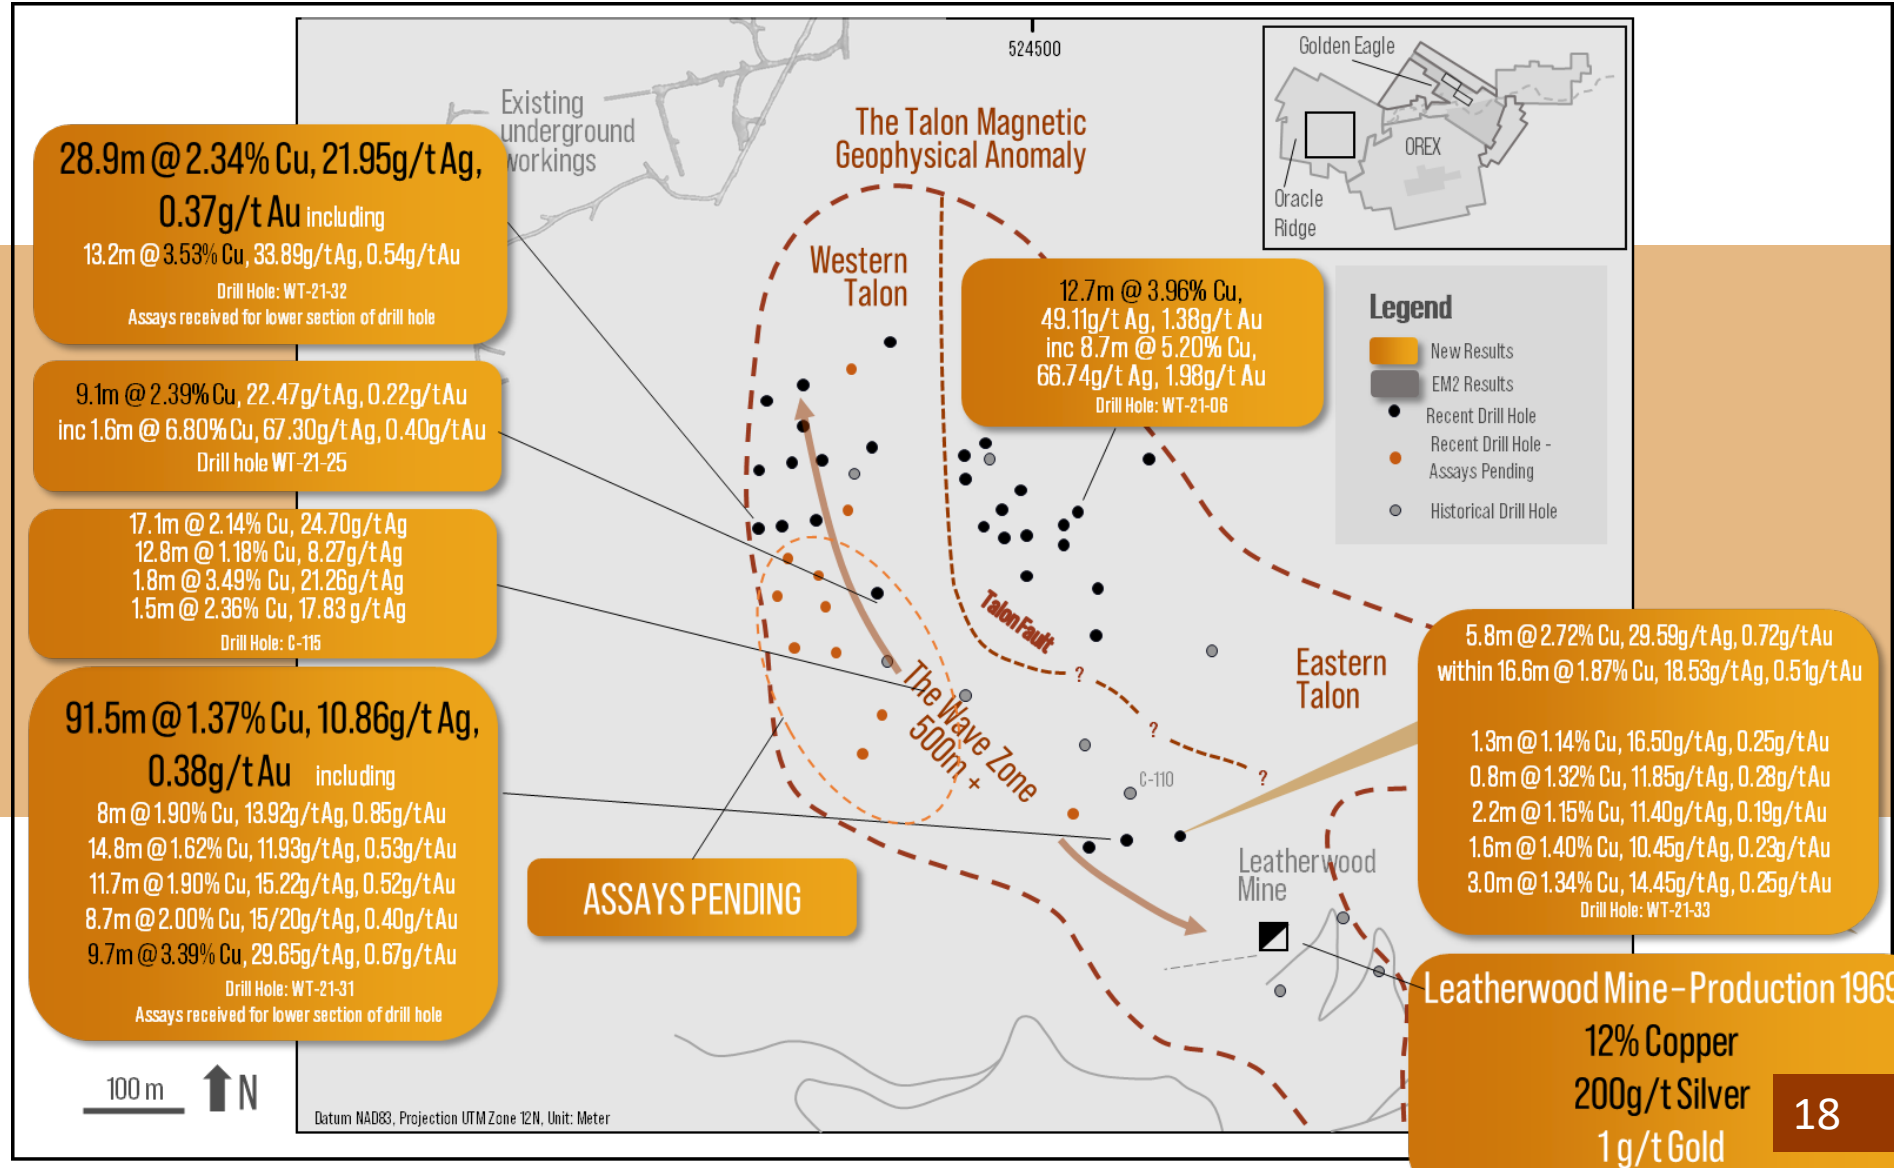 524500
Existing
underground
workings
The Talon Magnetic
Geophysical Anomaly
Golden Eagle
OREX
Oracle
Ridge
28.9m @ 2.34% Cu, 21.95g/t Ag,
0.37g/t Au including
13.2m @ 3.53% Cu, 33.89g/tAg, 0.54g/tAu
Drill Hole: WT-21-32
Assays received for lower section of drill hole
Western
Talon
12.7m @ 3.96% Cu,
49.11g/t Ag, 1.38g/t Au
inc 8.7m @ 5.20% Cu,
66.74g/t Ag, 1.98g/t Au
Drill Hole: WT-21-06
Legend
New Results
EM2 Results
Recent Drill Hole
Recent Drill Hole -
Assays Pending
Historical Drill Hole
9.1m @ 2.39% Cu, 22.47g/tAg, 0.22g/tAu
inc 1.6m @ 6.80% Cu, 67.30g/tAg, 0.40g/tAu
Drill hole WT-21-25
17.1m @ 2.14% Cu, 24.70g/tAg
12.8m @ 1.18% Cu, 8.27g/tAg
1.8m @ 3.49% Cu, 21.26g/tAg
1.5m @ 2.36% Cu, 17.83 g/tAg
Drill Hole: C-115
Talon Fault
?
?
?
Eastern
Talon
The Wave Zone
500m +
C-110
5.8m @ 2.72% Cu, 29.59g/tAg, 0.72g/tAu
within 16.6m @ 1.87% Cu, 18.53g/tAg, 0.51g/tAu
1.3m @ 1.14% Cu, 16.50g/tAg, 0.25g/tAu
0.8m @ 1.32% Cu, 11.85g/tAg, 0.28g/tAu
2.2m @ 1.15% Cu, 11.40g/tAg, 0.19g/tAu
1.6m @ 1.40% Cu, 10.45g/tAg, 0.23g/tAu
3.0m @ 1.34% Cu, 14.45g/tAg, 0.25g/tAu
Drill Hole: WT-21-33
91.5m @ 1.37% Cu, 10.86g/t Ag,
0.38g/t Au including
8m @ 1.90% Cu, 13.92g/tAg, 0.85g/tAu
14.8m @ 1.62% Cu, 11.93g/tAg, 0.53g/tAu
11.7m @ 1.90% Cu, 15.22g/tAg, 0.52g/tAu
8.7m @ 2.00% Cu, 15/20g/tAg, 0.40g/tAu
9.7m @ 3.39% Cu, 29.65g/tAg, 0.67g/tAu
Drill Hole: WT-21-31
Assays received for lower section of drill hole
ASSAYS PENDING
Leatherwood
Mine
Leatherwood Mine – Production 1969
12% Copper
200g/t Silver
1 g/t Gold
100 m
N
Datum NAD83, Projection UTM Zone 12N, Unit: Meter
18